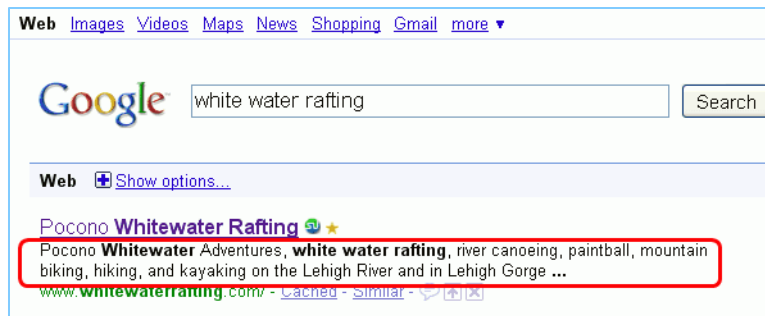 Web Images Videos Maps News Shopping Gmail more ▼
Google™ white water rafting Search
Web Show options...
Pocono Whitewater Rafting
Pocono Whitewater Adventures, white water rafting, river canoeing, paintball, mountain
biking, hiking, and kayaking on the Lehigh River and in Lehigh Gorge ...
www.whitewaterrafting.com/ - Cached - Similar -